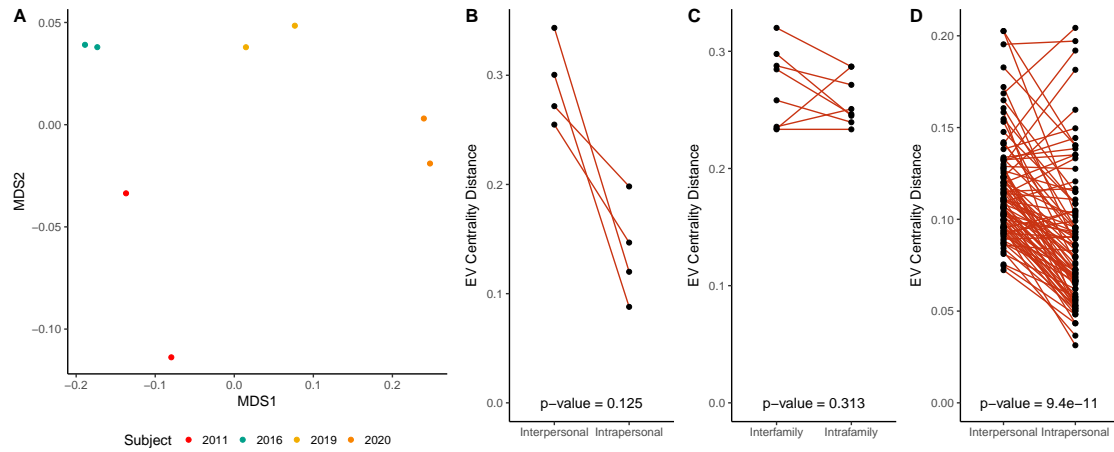 A
B
C
D
0.05
0.00
−0.05
−0.10
MDS2
−0.2
−0.1
0.0
0.1
0.2
MDS1
Subject 2011 2016 2019 2020
EV Centrality Distance
0.3
0.2
0.1
0.0
p−value = 0.125
Interpersonal Intrapersonal
EV Centrality Distance
0.3
0.2
0.1
0.0
p−value = 0.313
Interfamily Intrafamily
EV Centrality Distance
0.20
0.15
0.10
0.05
0.00
p−value = 9.4e−11
Interpersonal Intrapersonal